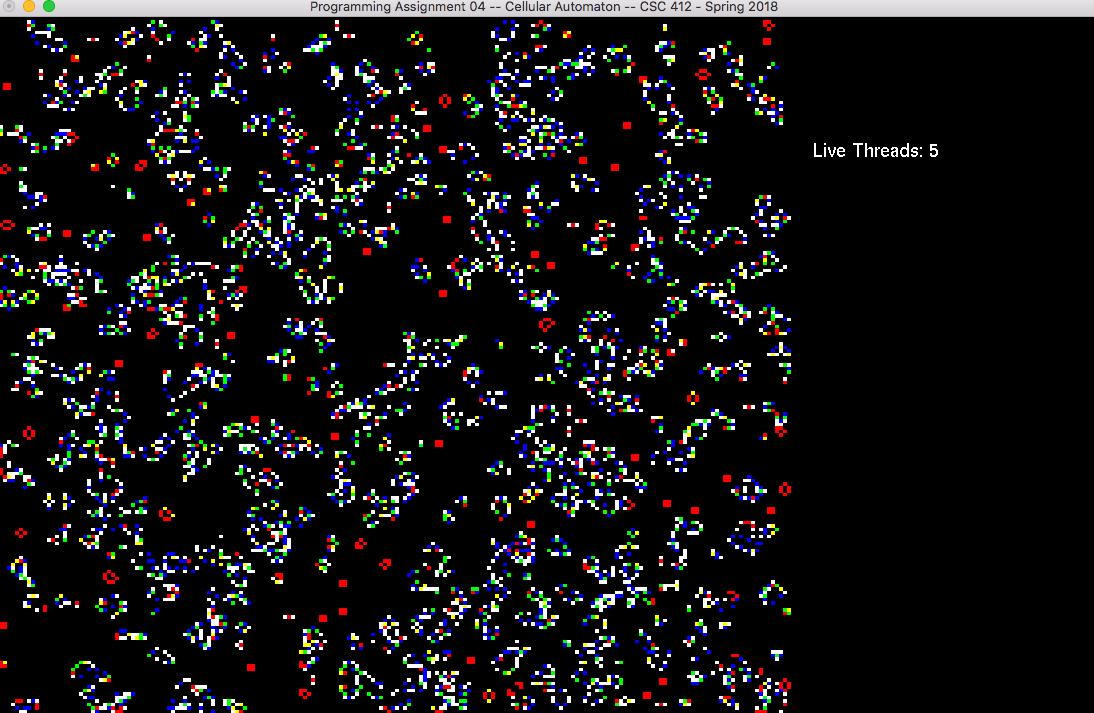 Programming Assignment 04 -- Cellular Automaton -- CSC 412 - Spring 2018
Live Threads: 5